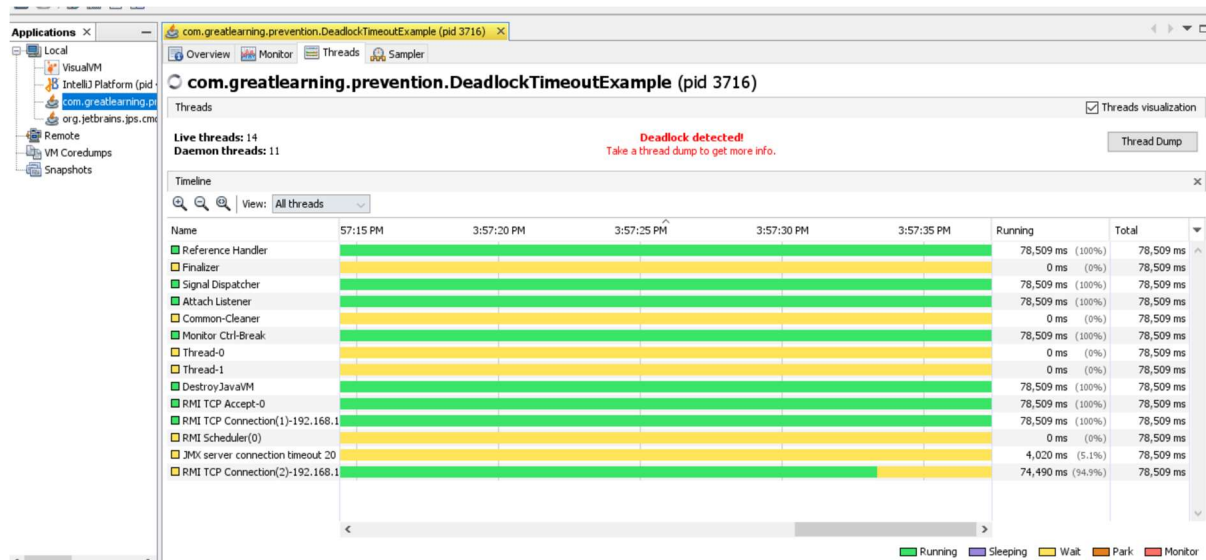 Applications
com.greatlearning.prevention.DeadlockTimeoutExample (pid 3716)
Local
VisualVM
IntelliJ Platform (pid
com.greatlearning.pr
org.jetbrains.jps.cmd
Remote
VM Coredumps
Snapshots
Overview Monitor Threads Sampler
com.greatlearning.prevention.DeadlockTimeoutExample (pid 3716)
Threads Threads visualization
Live threads: 14
Daemon threads: 11
Deadlock detected!
Take a thread dump to get more info.
Thread Dump
Timeline
View: All threads
Name 57:15 PM 3:57:20 PM 3:57:25 PM 3:57:30 PM 3:57:35 PM Running Total
Reference Handler 78,509 ms (100%) 78,509 ms
Finalizer 0 ms (0%) 78,509 ms
Signal Dispatcher 78,509 ms (100%) 78,509 ms
Attach Listener 78,509 ms (100%) 78,509 ms
Common-Cleaner 0 ms (0%) 78,509 ms
Monitor Ctrl-Break 78,509 ms (100%) 78,509 ms
Thread-0 0 ms (0%) 78,509 ms
Thread-1 0 ms (0%) 78,509 ms
DestroyJavaVM 78,509 ms (100%) 78,509 ms
RMI TCP Accept-0 78,509 ms (100%) 78,509 ms
RMI TCP Connection(1)-192.168.1 78,509 ms (100%) 78,509 ms
RMI Scheduler(0) 0 ms (0%) 78,509 ms
JMX server connection timeout 20 4,020 ms (5.1%) 78,509 ms
RMI TCP Connection(2)-192.168.1 74,490 ms (94.9%) 78,509 ms
Running Sleeping Wait Park Monitor